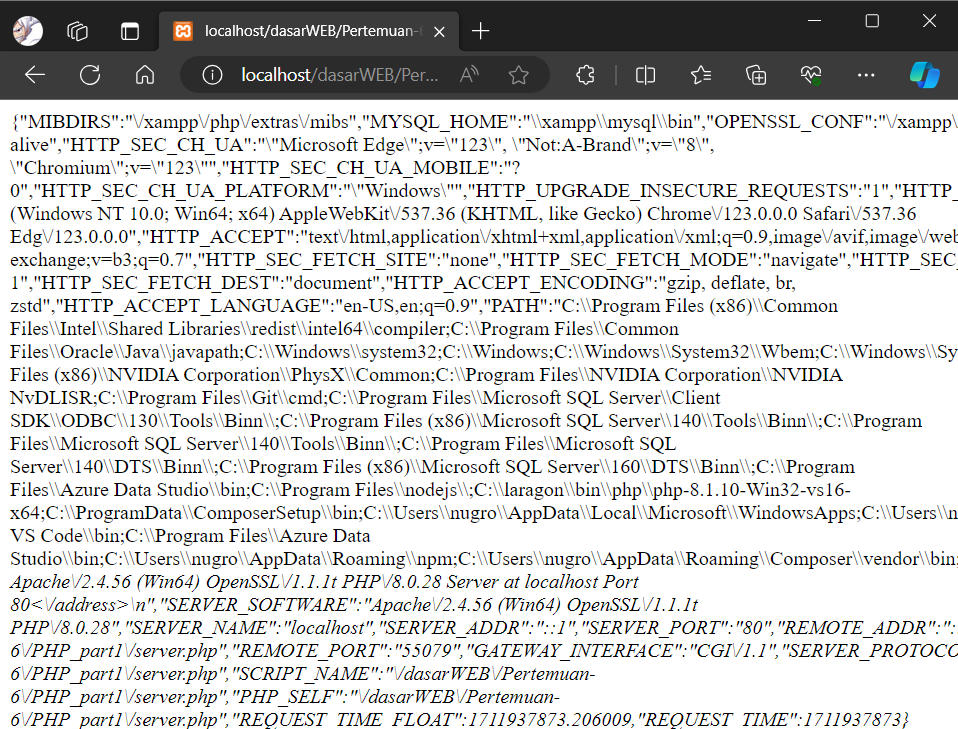 localhost/dasarWEB/Pertemuan-6
localhost/dasarWEB/Per...
{"MIBDIRS":"\/xampp\/php\/extras\/mibs","MYSQL_HOME":"\\xampp\\mysql\\bin","OPENSSL_CONF":"\/xampp\
alive","HTTP_SEC_CH_UA":"\"Microsoft Edge\";v=\"123\", \"Not:A-Brand\";v=\"8\",
\"Chromium\";v=\"123\"","HTTP_SEC_CH_UA_MOBILE":"?
0","HTTP_SEC_CH_UA_PLATFORM":"\"Windows\"","HTTP_UPGRADE_INSECURE_REQUESTS":"1","HTTP_
(Windows NT 10.0; Win64; x64) AppleWebKit\/537.36 (KHTML, like Gecko) Chrome\/123.0.0.0 Safari\/537.36
Edg\/123.0.0.0","HTTP_ACCEPT":"text\/html,application\/xhtml+xml,application\/xml;q=0.9,image\/avif,image\/web
exchange;v=b3;q=0.7","HTTP_SEC_FETCH_SITE":"none","HTTP_SEC_FETCH_MODE":"navigate","HTTP_SEC_
1","HTTP_SEC_FETCH_DEST":"document","HTTP_ACCEPT_ENCODING":"gzip, deflate, br,
zstd","HTTP_ACCEPT_LANGUAGE":"en-US,en;q=0.9","PATH":"C:\\Program Files (x86)\\Common
Files\\Intel\\Shared Libraries\\redist\\intel64\\compiler;C:\\Program Files\\Common
Files\\Oracle\\Java\\javapath;C:\\Windows\\system32;C:\\Windows;C:\\Windows\\System32\\Wbem;C:\\Windows\\Sy
Files (x86)\\NVIDIA Corporation\\PhysX\\Common;C:\\Program Files\\NVIDIA Corporation\\NVIDIA
NvDLISR;C:\\Program Files\\Git\\cmd;C:\\Program Files\\Microsoft SQL Server\\Client
SDK\\ODBC\\130\\Tools\\Binn\\;C:\\Program Files (x86)\\Microsoft SQL Server\\140\\Tools\\Binn\\;C:\\Program
Files\\Microsoft SQL Server\\140\\Tools\\Binn\\;C:\\Program Files\\Microsoft SQL
Server\\140\\DTS\\Binn\\;C:\\Program Files (x86)\\Microsoft SQL Server\\160\\DTS\\Binn\\;C:\\Program
Files\\Azure Data Studio\\bin;C:\\Program Files\\nodejs\\;C:\\laragon\\bin\\php\\php-8.1.10-Win32-vs16-
x64;C:\\ProgramData\\ComposerSetup\\bin;C:\\Users\\nugro\\AppData\\Local\\Microsoft\\WindowsApps;C:\\Users\\n
VS Code\\bin;C:\\Program Files\\Azure Data
Studio\\bin;C:\\Users\\nugro\\AppData\\Roaming\\npm;C:\\Users\\nugro\\AppData\\Roaming\\Composer\\vendor\\bin;
Apache\/2.4.56 (Win64) OpenSSL\/1.1.1t PHP\/8.0.28 Server at localhost Port
80<\/address>\n","SERVER_SOFTWARE":"Apache\/2.4.56 (Win64) OpenSSL\/1.1.1t
PHP\/8.0.28","SERVER_NAME":"localhost","SERVER_ADDR":"::1","SERVER_PORT":"80","REMOTE_ADDR":":
6\/PHP_part1\/server.php","REMOTE_PORT":"55079","GATEWAY_INTERFACE":"CGI\/1.1","SERVER_PROTOCO
6\/PHP_part1\/server.php","SCRIPT_NAME":"\/dasarWEB\/Pertemuan-
6\/PHP_part1\/server.php","PHP_SELF":"\/dasarWEB\/Pertemuan-
6\/PHP_part1\/server.php","REQUEST_TIME_FLOAT":1711937873.206009,"REQUEST_TIME":1711937873}